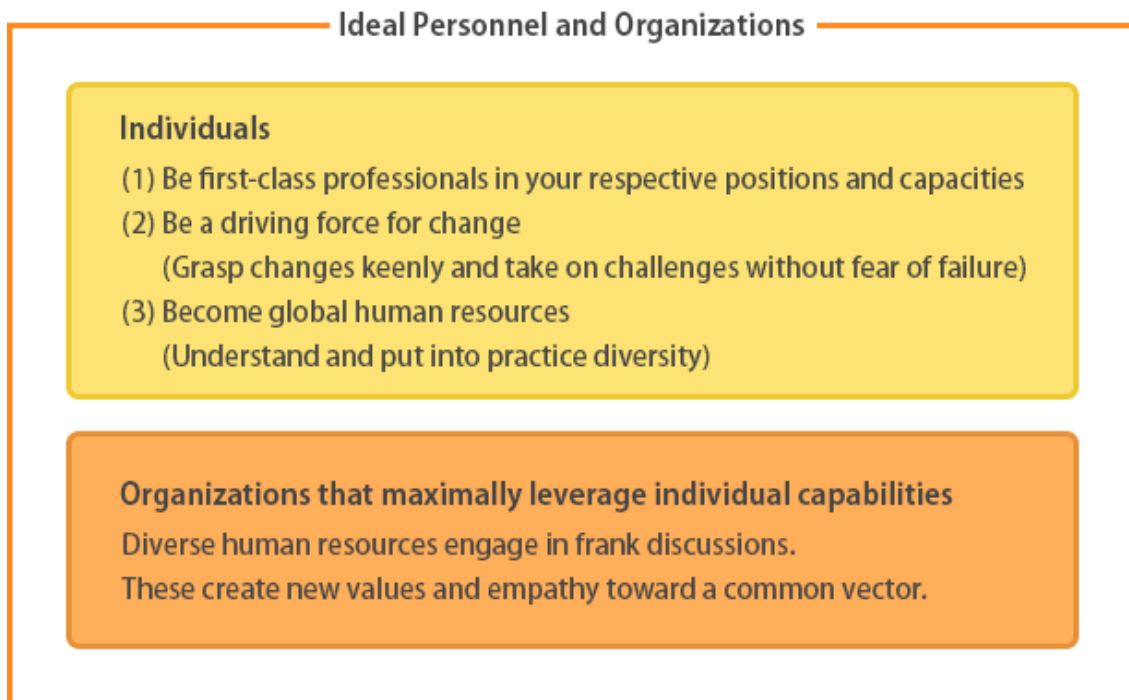 Ideal Personnel and Organizations
Individuals
(1) Be first-class professionals in your respective positions and capacities
(2) Be a driving force for change
(Grasp changes keenly and take on challenges without fear of failure)
(3) Become global human resources
(Understand and put into practice diversity)
Organizations that maximally leverage individual capabilities
Diverse human resources engage in frank discussions.
These create new values and empathy toward a common vector.